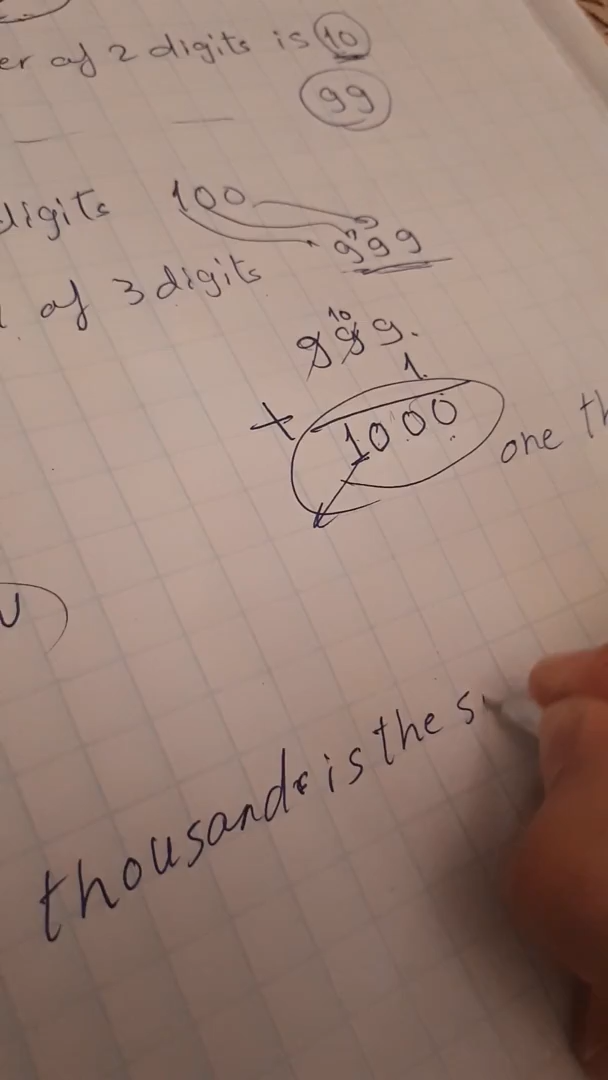 er of 2 digits is 10
99
digits 100
999
of 3 digits
10
999.
1.
+
1000
one th
thousand is the s